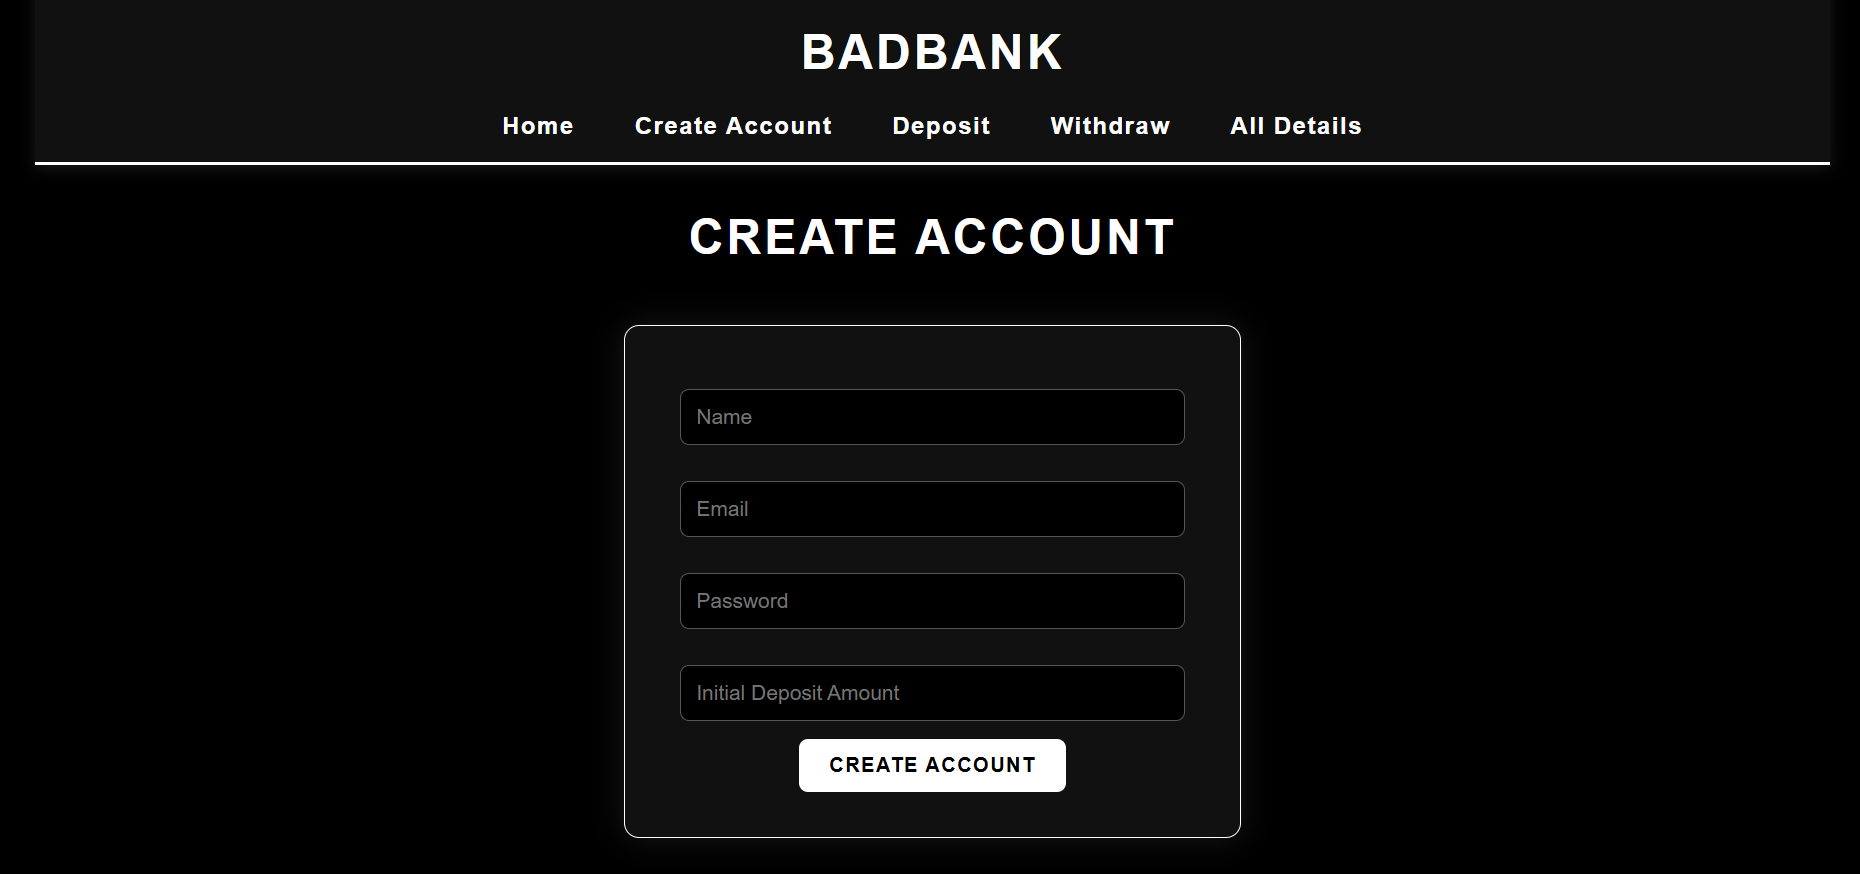 BADBANK
Home Create Account Deposit Withdraw All Details
CREATE ACCOUNT
Name
Email
Password
Initial Deposit Amount
CREATE ACCOUNT